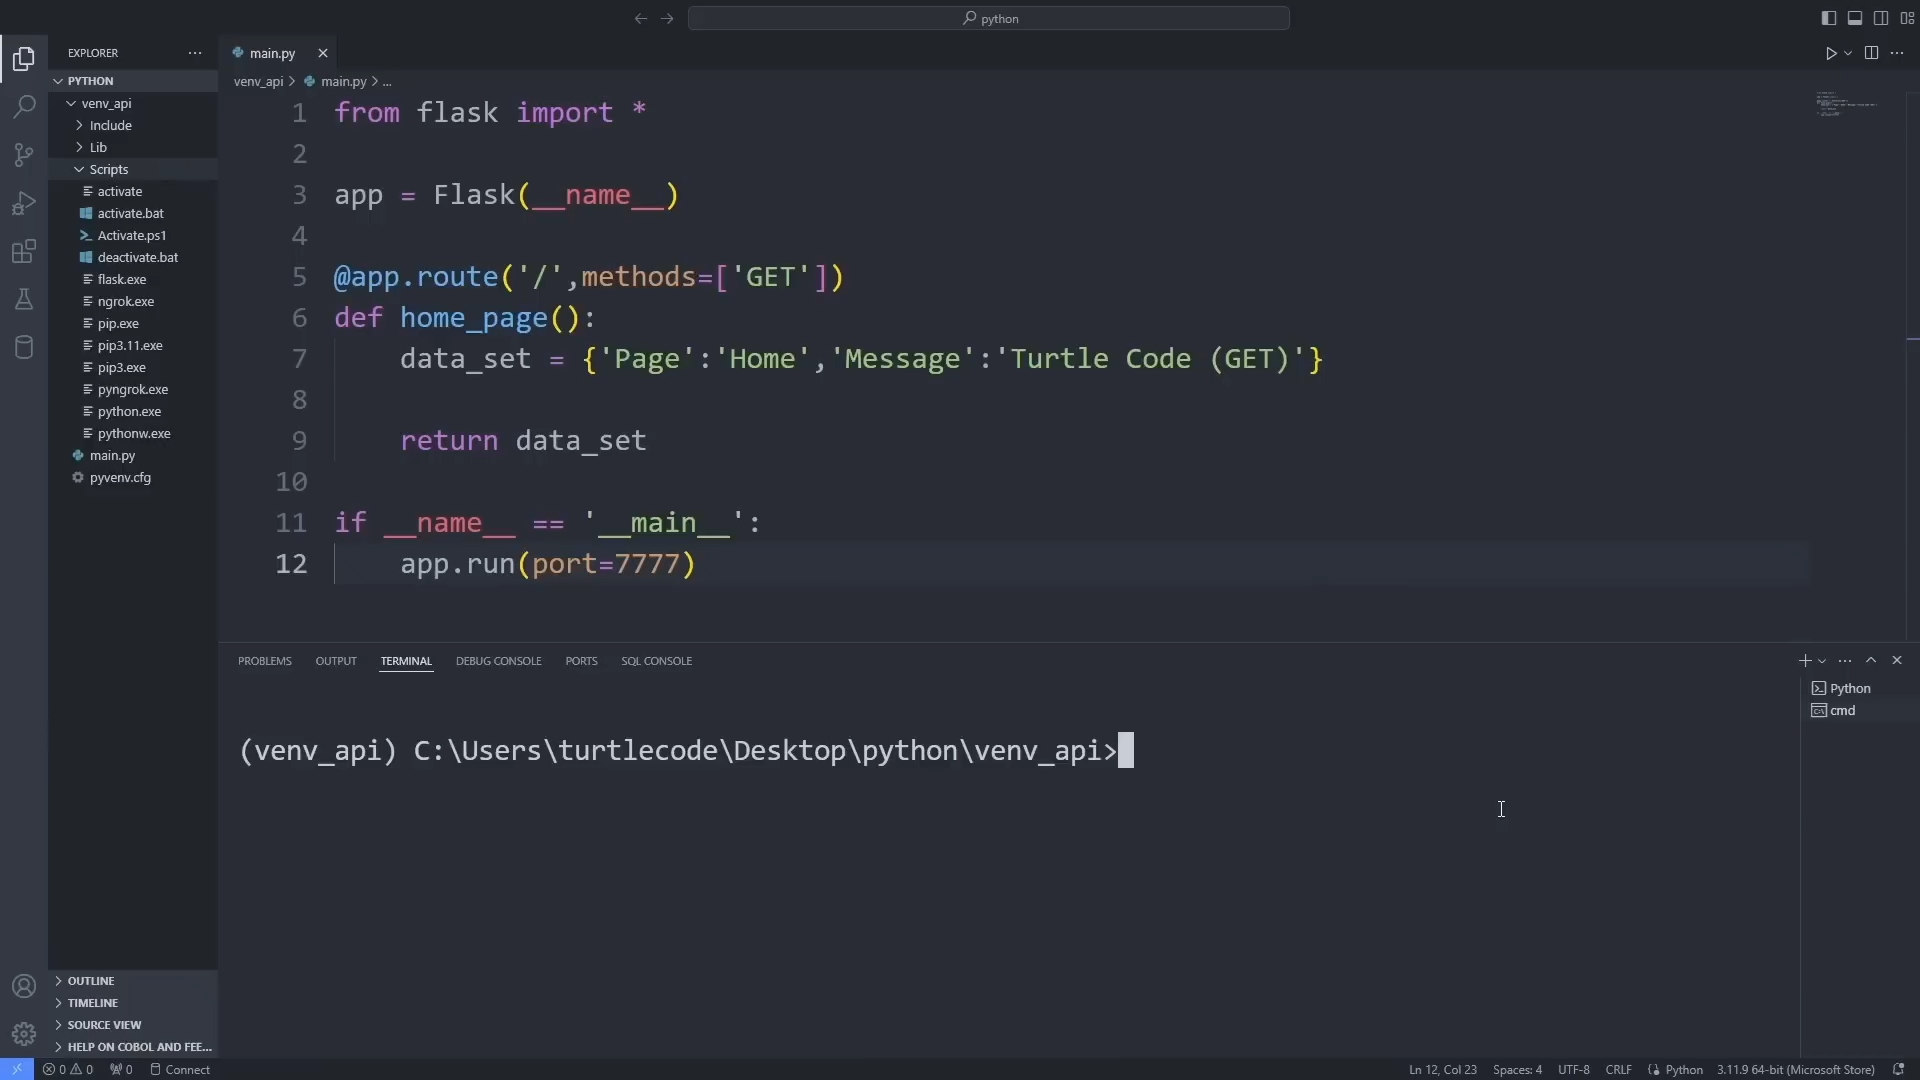 python
EXPLORER
main.py
PYTHON
venv_api > main.py > ...
venv_api
Include
Lib
Scripts
activate
activate.bat
Activate.ps1
deactivate.bat
flask.exe
ngrok.exe
pip.exe
pip3.11.exe
pip3.exe
pyngrok.exe
python.exe
pythonw.exe
main.py
pyvenv.cfg
1 from flask import *
2
3 app = Flask(__name__)
4
5 @app.route('/',methods=['GET'])
6 def home_page():
7     data_set = {'Page':'Home','Message':'Turtle Code (GET)'}
8
9     return data_set
10
11 if __name__ == '__main__':
12     app.run(port=7777)
PROBLEMS OUTPUT TERMINAL DEBUG CONSOLE PORTS SQL CONSOLE
Python
cmd
(venv_api) C:\Users\turtlecode\Desktop\python\venv_api>
OUTLINE
TIMELINE
SOURCE VIEW
HELP ON COBOL AND FEE...
0 0 0 Connect Ln 12, Col 23 Spaces: 4 UTF-8 CRLF Python 3.11.9 64-bit (Microsoft Store)